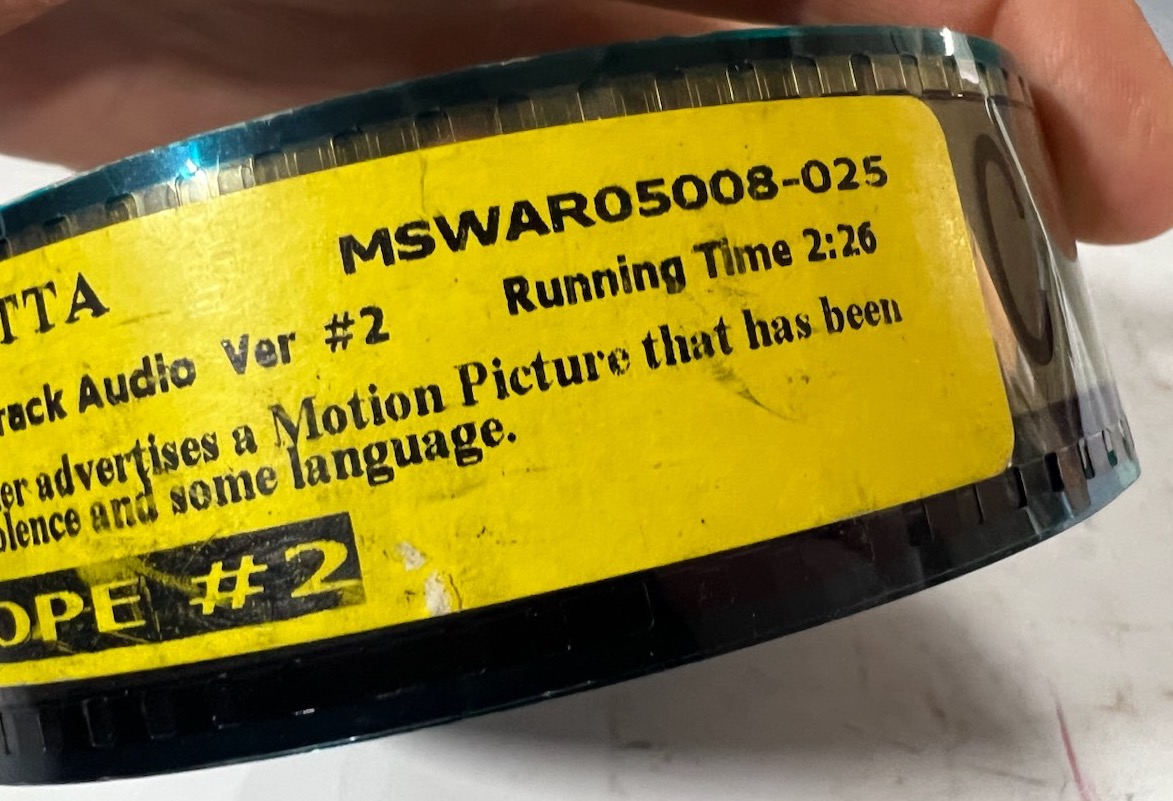 MSWAR05008-025
TTA
Running Time 2:26
rack Audio Ver #2
er advertises a Motion Picture that has been
olence and some language.
OPE #2
C